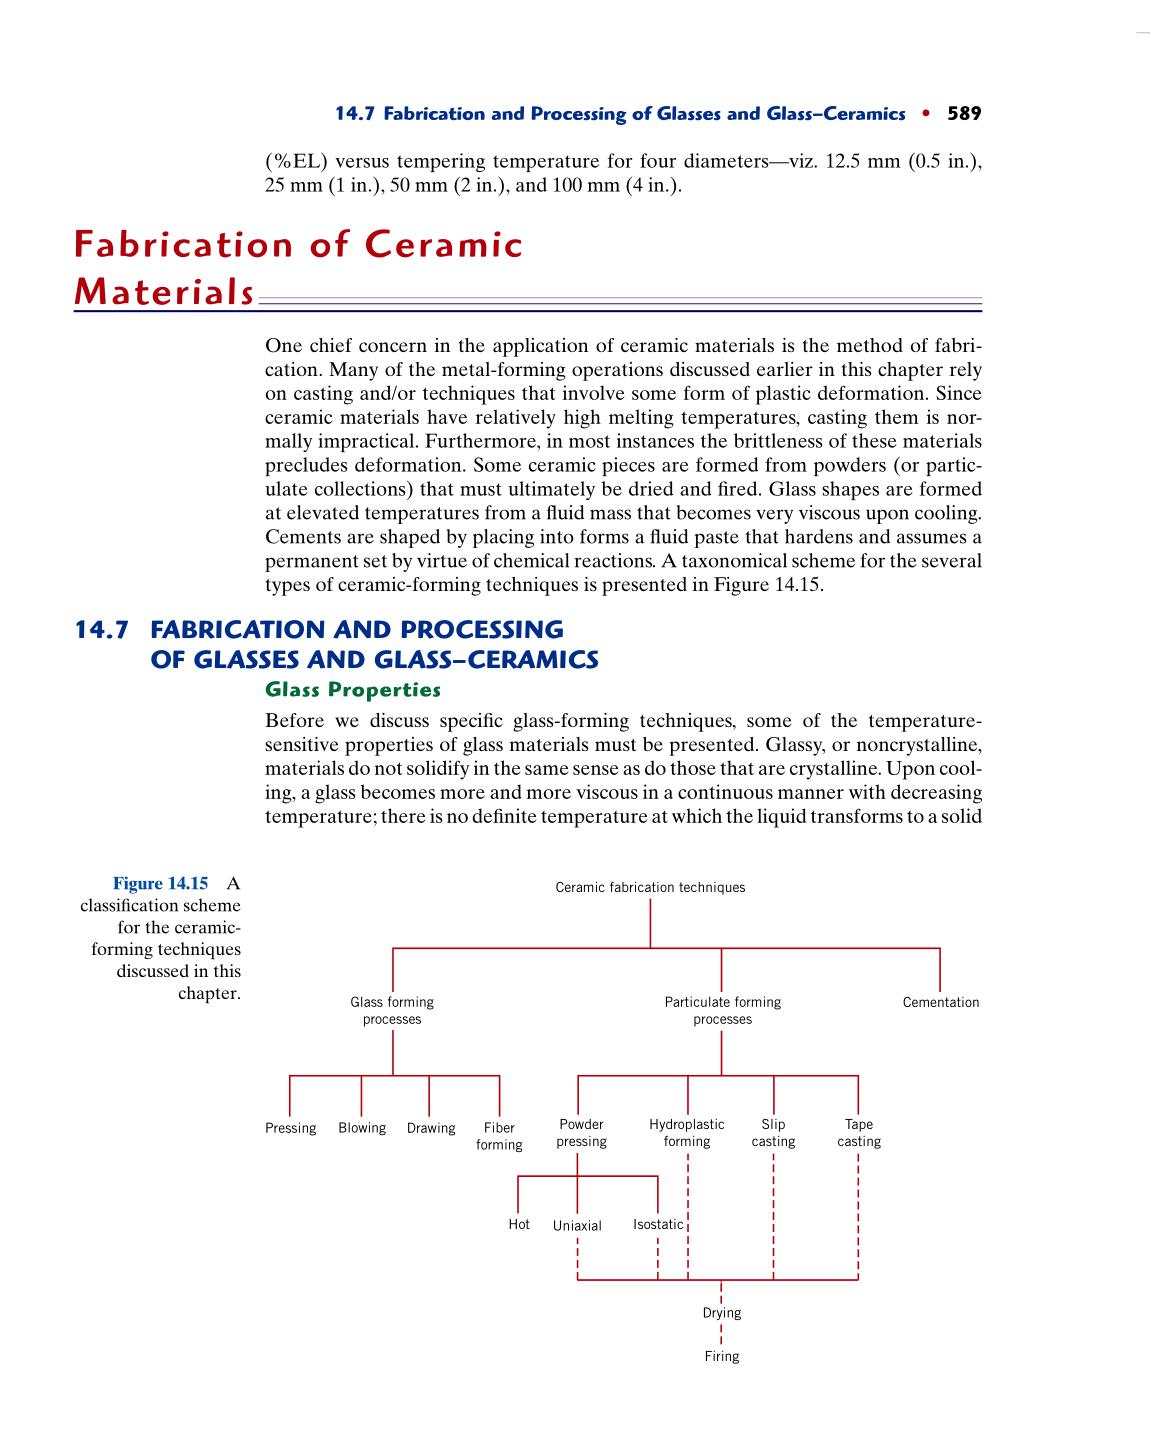 14.7 Fabrication and Processing of Glasses and Glass–Ceramics • 589
(%EL) versus tempering temperature for four diameters—viz. 12.5 mm (0.5 in.),
25 mm (1 in.), 50 mm (2 in.), and 100 mm (4 in.).
Fabrication of Ceramic
Materials
One chief concern in the application of ceramic materials is the method of fabri-
cation. Many of the metal-forming operations discussed earlier in this chapter rely
on casting and/or techniques that involve some form of plastic deformation. Since
ceramic materials have relatively high melting temperatures, casting them is nor-
mally impractical. Furthermore, in most instances the brittleness of these materials
precludes deformation. Some ceramic pieces are formed from powders (or partic-
ulate collections) that must ultimately be dried and fired. Glass shapes are formed
at elevated temperatures from a fluid mass that becomes very viscous upon cooling.
Cements are shaped by placing into forms a fluid paste that hardens and assumes a
permanent set by virtue of chemical reactions. A taxonomical scheme for the several
types of ceramic-forming techniques is presented in Figure 14.15.
14.7 FABRICATION AND PROCESSING
OF GLASSES AND GLASS–CERAMICS
Glass Properties
Before we discuss specific glass-forming techniques, some of the temperature-
sensitive properties of glass materials must be presented. Glassy, or noncrystalline,
materials do not solidify in the same sense as do those that are crystalline. Upon cool-
ing, a glass becomes more and more viscous in a continuous manner with decreasing
temperature; there is no definite temperature at which the liquid transforms to a solid
Figure 14.15 A
classification scheme
for the ceramic-
forming techniques
discussed in this
chapter.
Ceramic fabrication techniques
Glass forming
processes
Particulate forming
processes
Cementation
Pressing
Blowing
Drawing
Fiber
forming
Powder
pressing
Hydroplastic
forming
Slip
casting
Tape
casting
Hot
Uniaxial
Isostatic
Drying
Firing